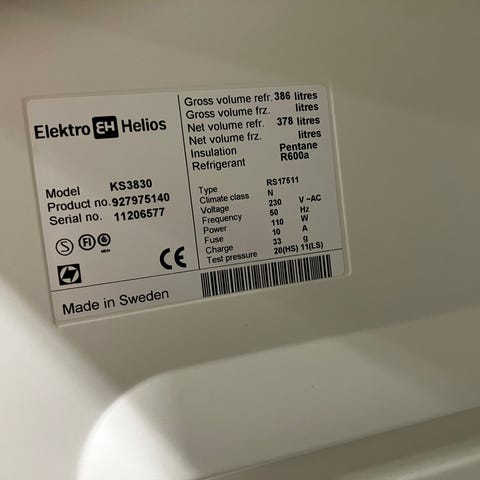 Elektro EH Helios
Model KS3830
Product no. 927975140
Serial no. 11206577
S FI
CE
Made in Sweden
Gross volume refr. 386 litres
Gross volume frz. litres
Net volume refr. 378 litres
Net volume frz. litres
Insulation Pentane
Refrigerant R600a
Type RS17511
Climate class N
Voltage 230 V ~AC
Frequency 50 Hz
Power 110 W
Fuse 10 A
Charge 33 g
Test pressure 20(HS) 11(LS)